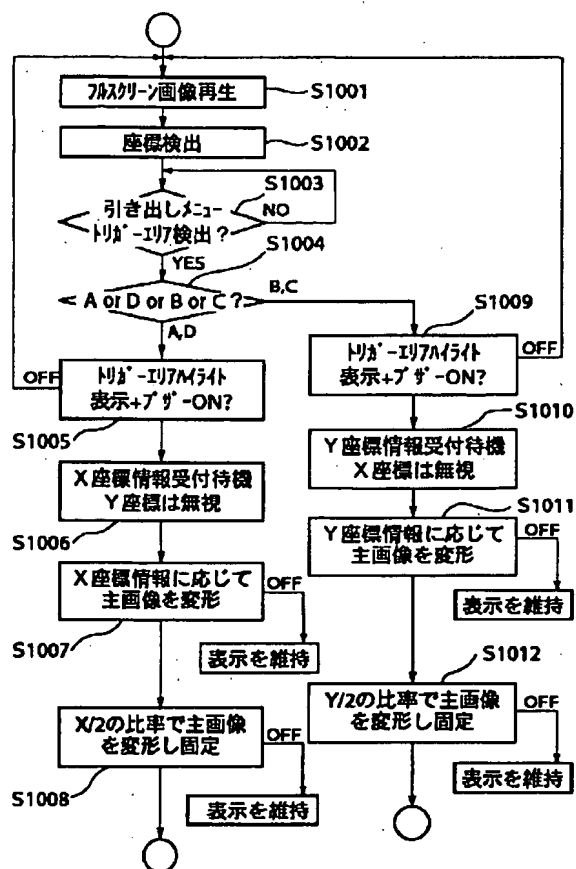 ﾌﾙｽｸﾘｰﾝ画像再生
S1001
座標検出
S1002
S1003
引き出しﾒﾆｭｰ
ﾄﾘｶﾞｰｴﾘｱ検出?
NO
YES
S1004
A or D or B or C?
B,C
A,D
S1009
ﾄﾘｶﾞｰｴﾘｱﾊｲﾗｲﾄ
表示+ﾌﾞｻﾞｰON?
OFF
S1005
ﾄﾘｶﾞｰｴﾘｱﾊｲﾗｲﾄ
表示+ﾌﾞｻﾞｰON?
OFF
S1010
X座標情報受付待機
Y座標は無視
S1006
Y座標情報受付待機
X座標は無視
S1011
X座標情報に応じて
主画像を変形
OFF
S1007
表示を維持
Y座標情報に応じて
主画像を変形
OFF
表示を維持
S1012
X/2の比率で主画像
を変形し固定
OFF
S1008
表示を維持
Y/2の比率で主画像
を変形し固定
OFF
表示を維持